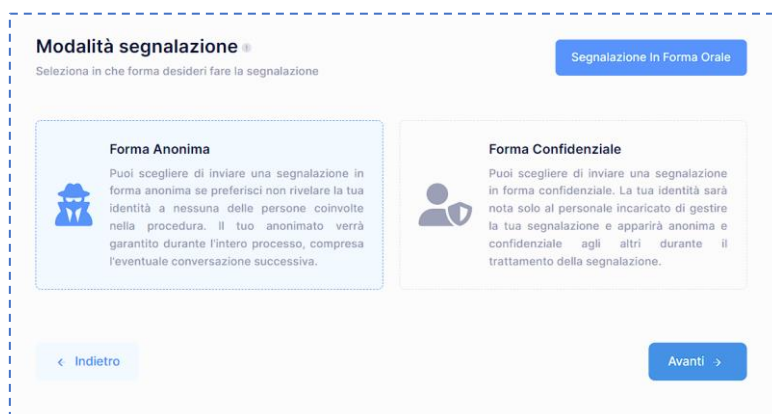 Modalità segnalazione
Segnalazione In Forma Orale
Seleziona in che forma desideri fare la segnalazione
Forma Anonima
Puoi scegliere di inviare una segnalazione in
forma anonima se preferisci non rivelare la tua
identità a nessuna delle persone coinvolte
nella procedura. Il tuo anonimato verrà
garantito durante l'intero processo, compresa
l'eventuale conversazione successiva.
Forma Confidenziale
Puoi scegliere di inviare una segnalazione
in forma confidenziale. La tua identità sarà
nota solo al personale incaricato di gestire
la tua segnalazione e apparirà anonima e
confidenziale agli altri durante il
trattamento della segnalazione.
← Indietro
Avanti →